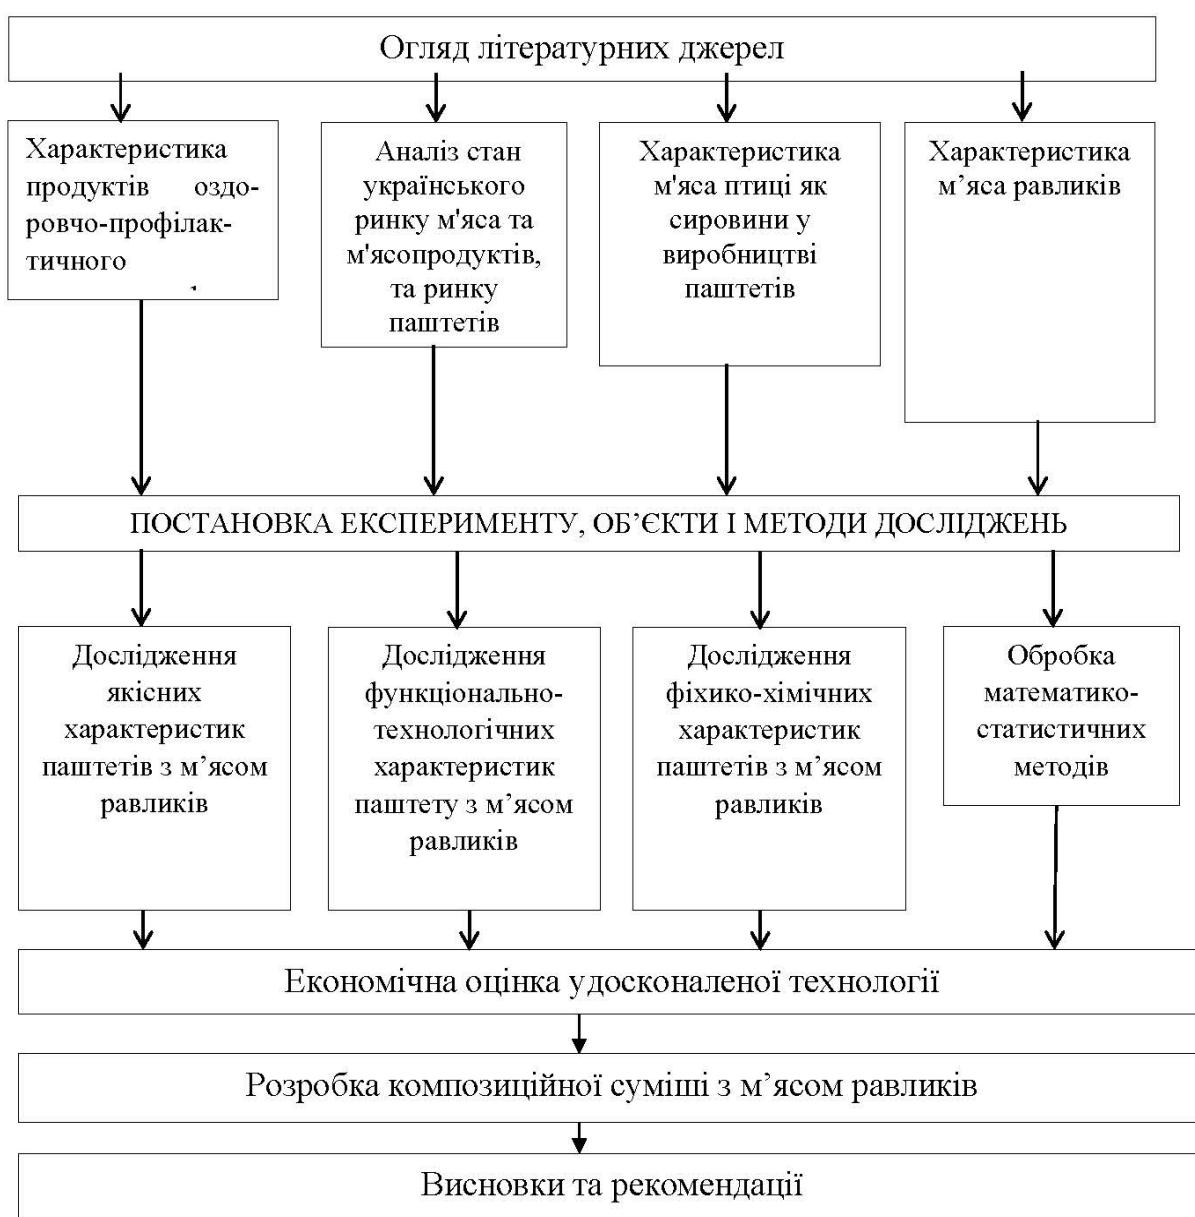 Огляд літературних джерел
Характеристика
продуктів оздо-
ровчо-профілак-
тичного
Аналіз стан
українського
ринку м'яса та
м'ясопродуктів,
та ринку
паштетів
Характеристика
м'яса птиці як
сировини у
виробництві
паштетів
Характеристика
м’яса равликів
ПОСТАНОВКА ЕКСПЕРИМЕНТУ, ОБ’ЄКТИ І МЕТОДИ ДОСЛІДЖЕНЬ
Дослідження
якісних
характеристик
паштетів з м’ясом
равликів
Дослідження
функціонально-
технологічних
характеристик
паштету з м’ясом
равликів
Дослідження
фіхико-хімічних
характеристик
паштетів з м’ясом
равликів
Обробка
математико-
статистичних
методів
Економічна оцінка удосконаленої технології
Розробка композиційної суміші з м’ясом равликів
Висновки та рекомендації